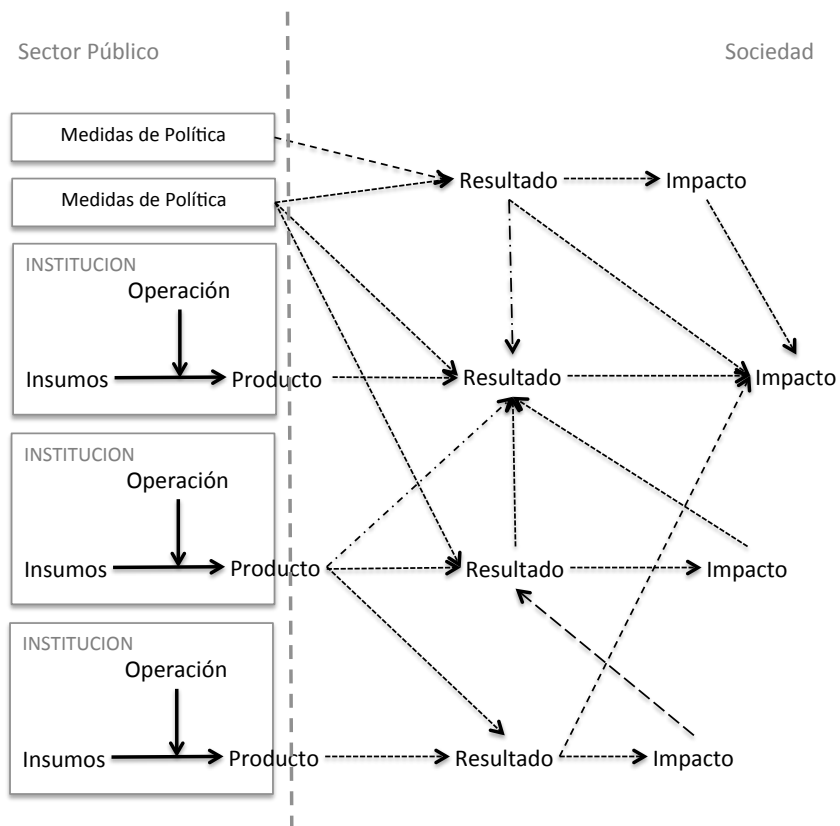 Sector Público
Sociedad
Medidas de Política
Resultado
Impacto
Medidas de Política
INSTITUCION
Operación
Insumos
Producto
Resultado
Impacto
INSTITUCION
Operación
Insumos
Producto
Resultado
Impacto
INSTITUCION
Operación
Insumos
Producto
Resultado
Impacto